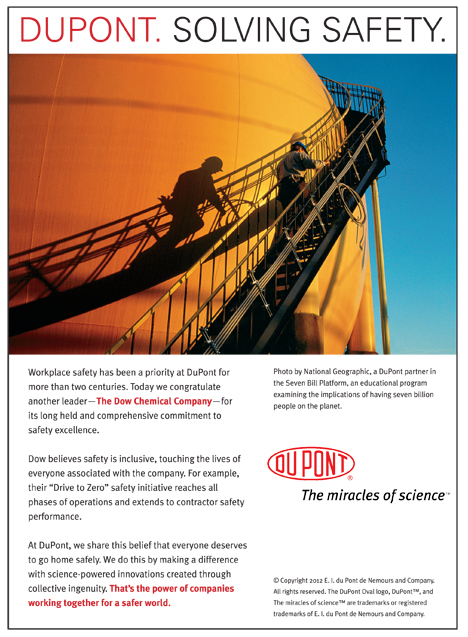 DUPONT. SOLVING SAFETY.
Workplace safety has been a priority at DuPont for
more than two centuries. Today we congratulate
another leader—The Dow Chemical Company—for
its long held and comprehensive commitment to
safety excellence.
Dow believes safety is inclusive, touching the lives of
everyone associated with the company. For example,
their “Drive to Zero” safety initiative reaches all
phases of operations and extends to contractor safety
performance.
At DuPont, we share this belief that everyone deserves
to go home safely. We do this by making a difference
with science-powered innovations created through
collective ingenuity. That’s the power of companies
working together for a safer world.
Photo by National Geographic, a DuPont partner in
the Seven Bill Platform, an educational program
examining the implications of having seven billion
people on the planet.
DUPONT®
The miracles of science™
© Copyright 2012 E. I. du Pont de Nemours and Company.
All rights reserved. The DuPont Oval logo, DuPont™, and
The miracles of science™ are trademarks or registered
trademarks of E. I. du Pont de Nemours and Company.